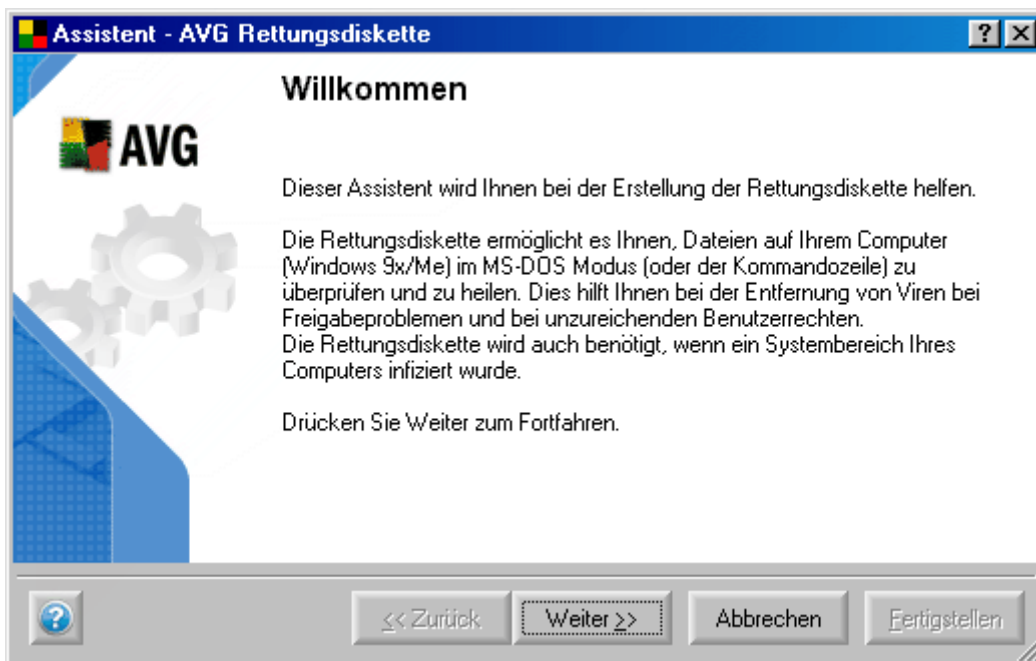 Assistent - AVG Rettungsdiskette
Willkommen
AVG
Dieser Assistent wird Ihnen bei der Erstellung der Rettungsdiskette helfen.
Die Rettungsdiskette ermöglicht es Ihnen, Dateien auf Ihrem Computer
(Windows 9x/Me) im MS-DOS Modus (oder der Kommandozeile) zu
überprüfen und zu heilen. Dies hilft Ihnen bei der Entfernung von Viren bei
Freigabeproblemen und bei unzureichenden Benutzerrechten.
Die Rettungsdiskette wird auch benötigt, wenn ein Systembereich Ihres
Computers infiziert wurde.
Drücken Sie Weiter zum Fortfahren.
<< Zurück
Weiter >>
Abbrechen
Fertigstellen